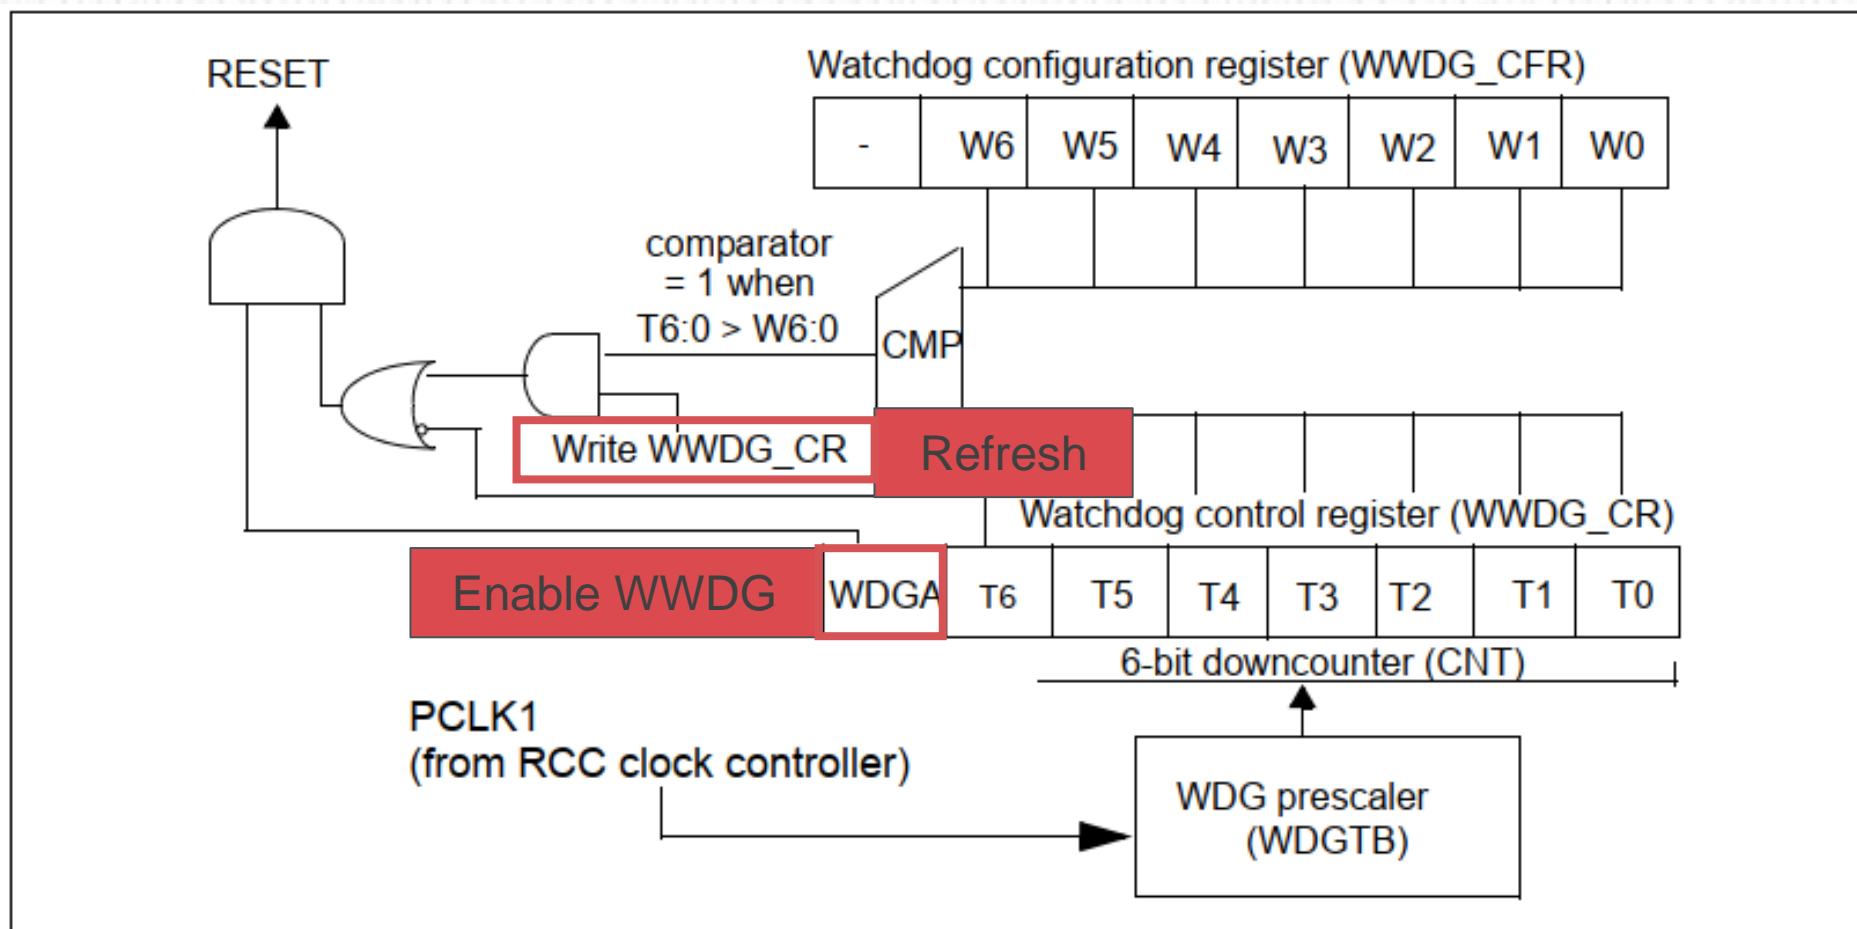 RESET
Watchdog configuration register (WWDG_CFR)
- W6 W5 W4 W3 W2 W1 W0
comparator
= 1 when
T6:0 > W6:0
CMP
Write WWDG_CR
Refresh
Watchdog control register (WWDG_CR)
Enable WWDG
WDGA T6 T5 T4 T3 T2 T1 T0
6-bit downcounter (CNT)
PCLK1
(from RCC clock controller)
WDG prescaler
(WDGTB)